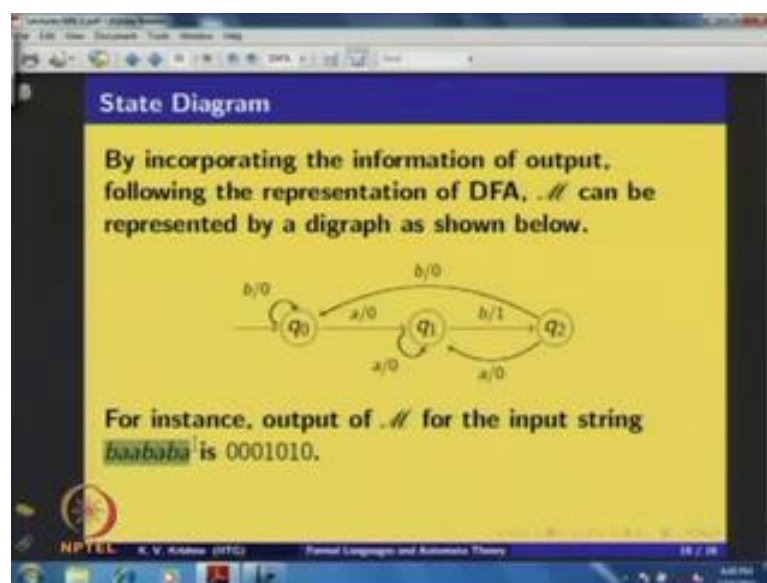 State Diagram
By incorporating the information of output,
following the representation of DFA, ℳ can be
represented by a digraph as shown below.
b/0
b/0
a/0
b/1
q₀
q₁
q₂
a/0
a/0
For instance, output of ℳ for the input string
baababa is 0001010.
NPTEL
K. V. Krishna (IITG) Formal Languages and Automata Theory